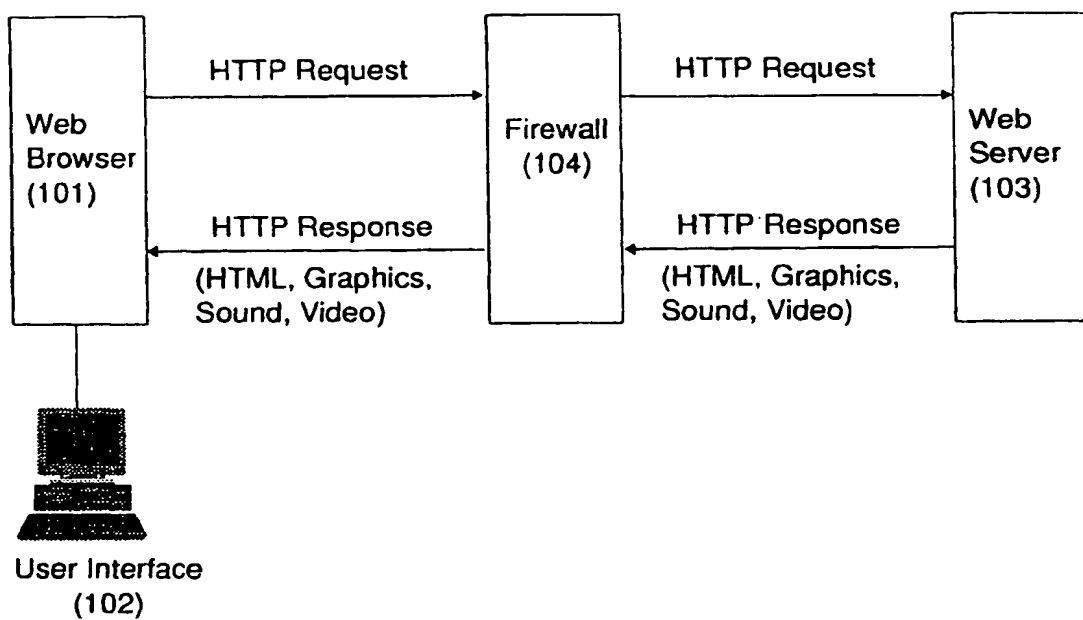 HTTP Request
HTTP Request
Web
Browser
(101)
Firewall
(104)
Web
Server
(103)
HTTP Response
(HTML, Graphics,
Sound, Video)
HTTP Response
(HTML, Graphics,
Sound, Video)
User Interface
(102)